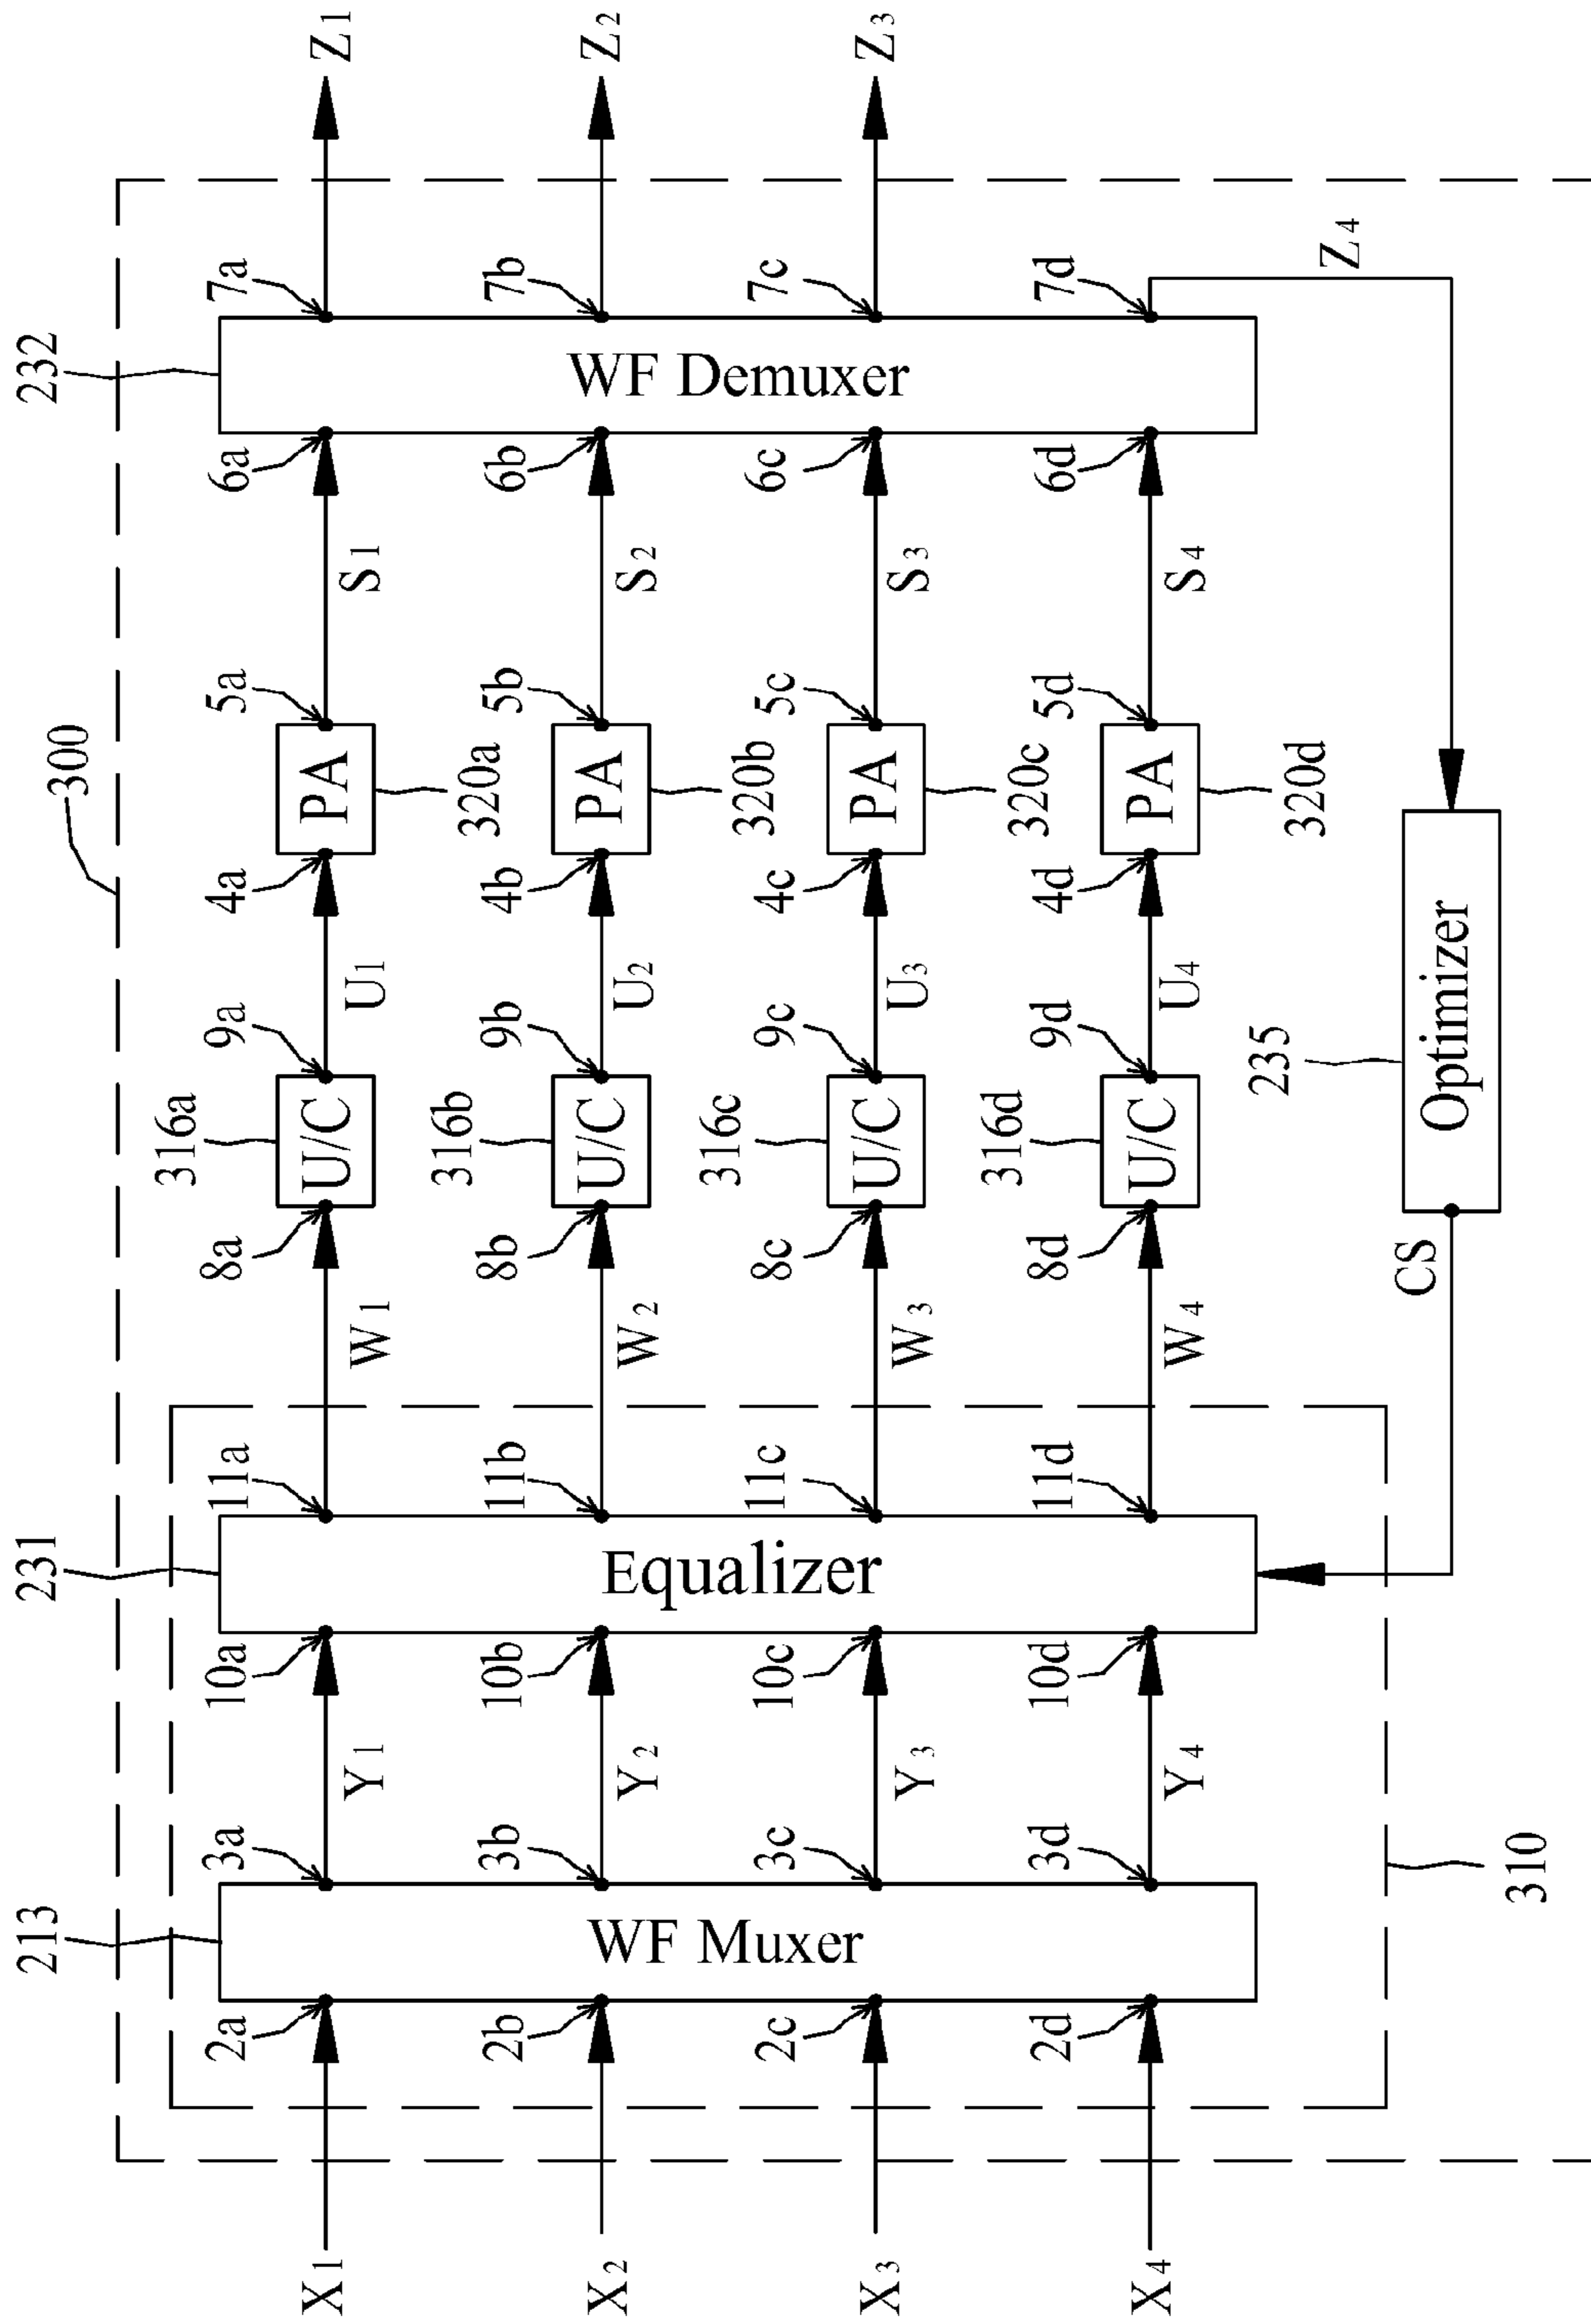 300
213
231
232
2a
3a
10a
11a
316a
8a
9a
4a
5a
6a
7a
X1
Y1
W1
U/C
U1
PA
320a
S1
Z1
2b
3b
10b
11b
316b
8b
9b
4b
5b
6b
7b
X2
WF Muxer
Y2
Equalizer
W2
U/C
U2
PA
320b
S2
WF Demuxer
Z2
2c
3c
10c
11c
316c
8c
9c
4c
5c
6c
7c
X3
Y3
W3
U/C
U3
PA
320c
S3
Z3
2d
3d
10d
11d
316d
8d
9d
4d
5d
6d
7d
X4
Y4
W4
U/C
U4
PA
320d
S4
Z4
235
CS
Optimizer
310